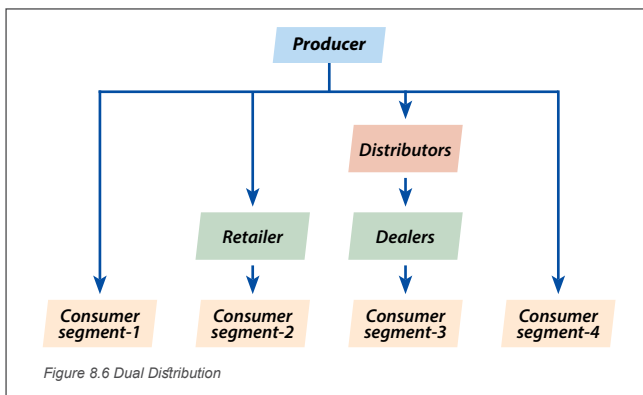 Producer
Distributors
Retailer
Dealers
Consumer
segment-1
Consumer
segment-2
Consumer
segment-3
Consumer
segment-4
Figure 8.6 Dual Distribution